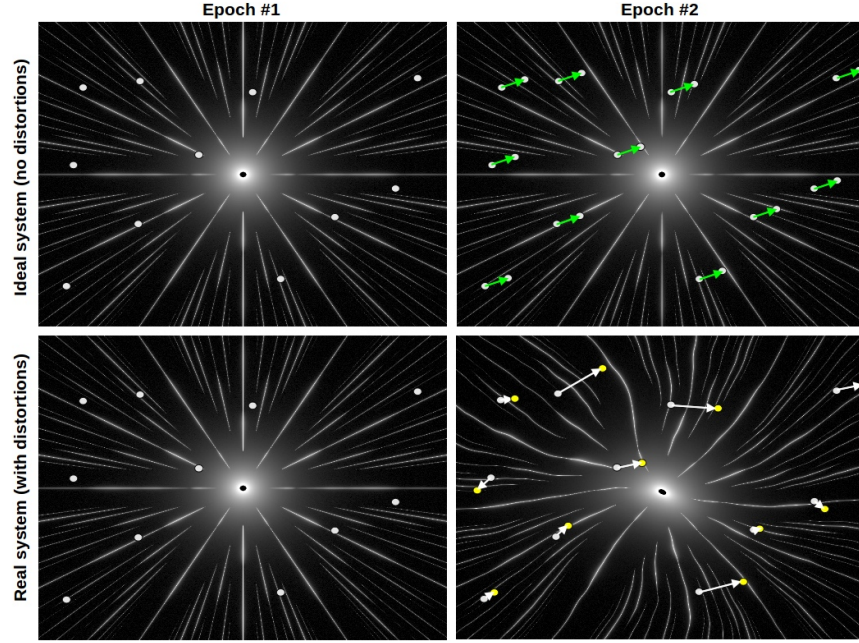 Epoch #1
Epoch #2
Ideal system (no distortions)
Real system (with distortions)